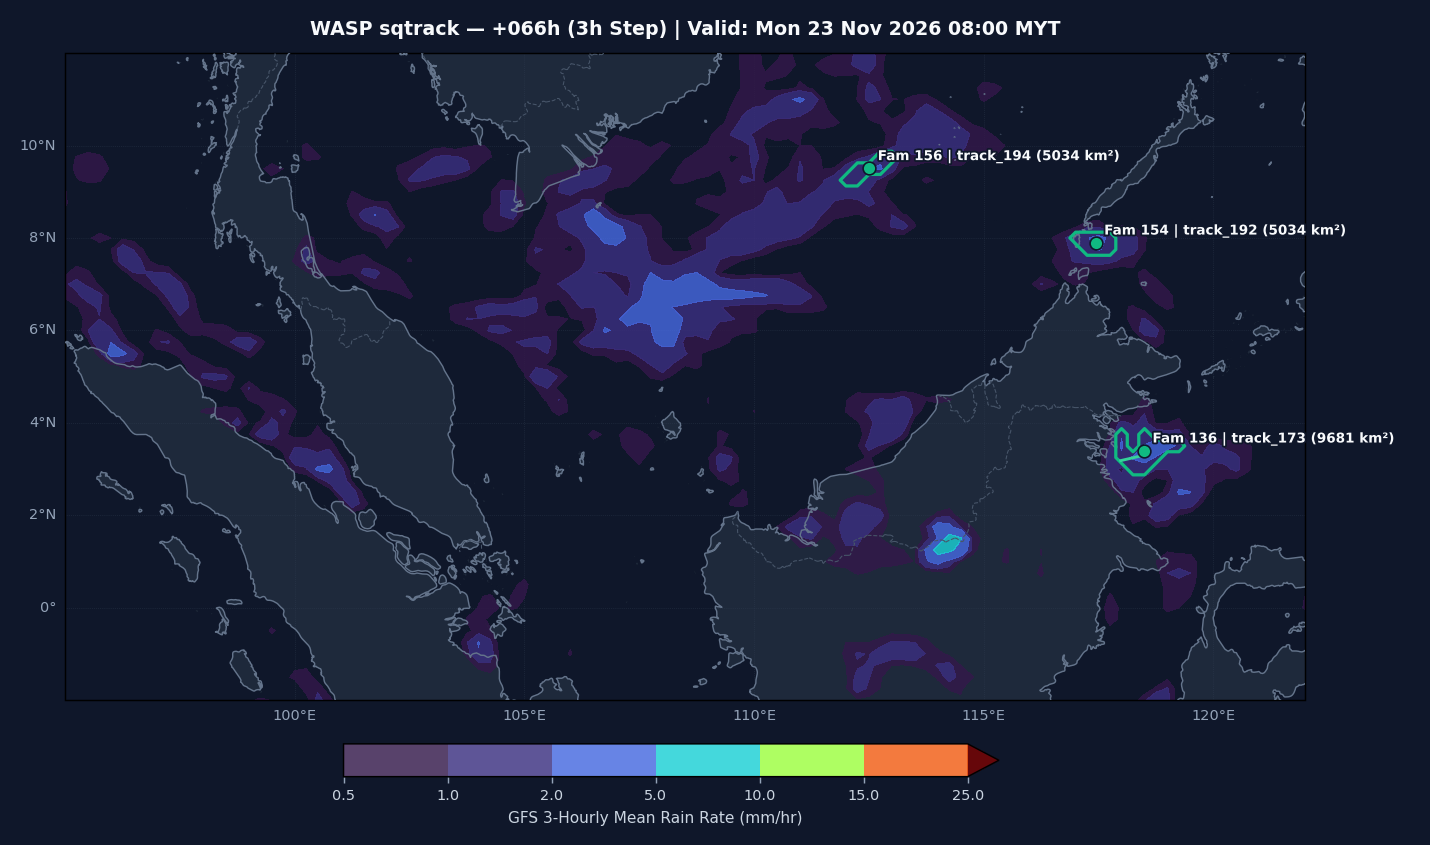 WASP sqtrack — +066h (3h Step) | Valid: Mon 23 Nov 2026 08:00 MYT
10°N
Fam 156 | track_194 (5034 km²)
8°N
Fam 154 | track_192 (5034 km²)
6°N
4°N
Fam 136 | track_173 (9681 km²)
2°N
0°
100°E 105°E 110°E 115°E 120°E
0.5 1.0 2.0 5.0 10.0 15.0 25.0
GFS 3-Hourly Mean Rain Rate (mm/hr)